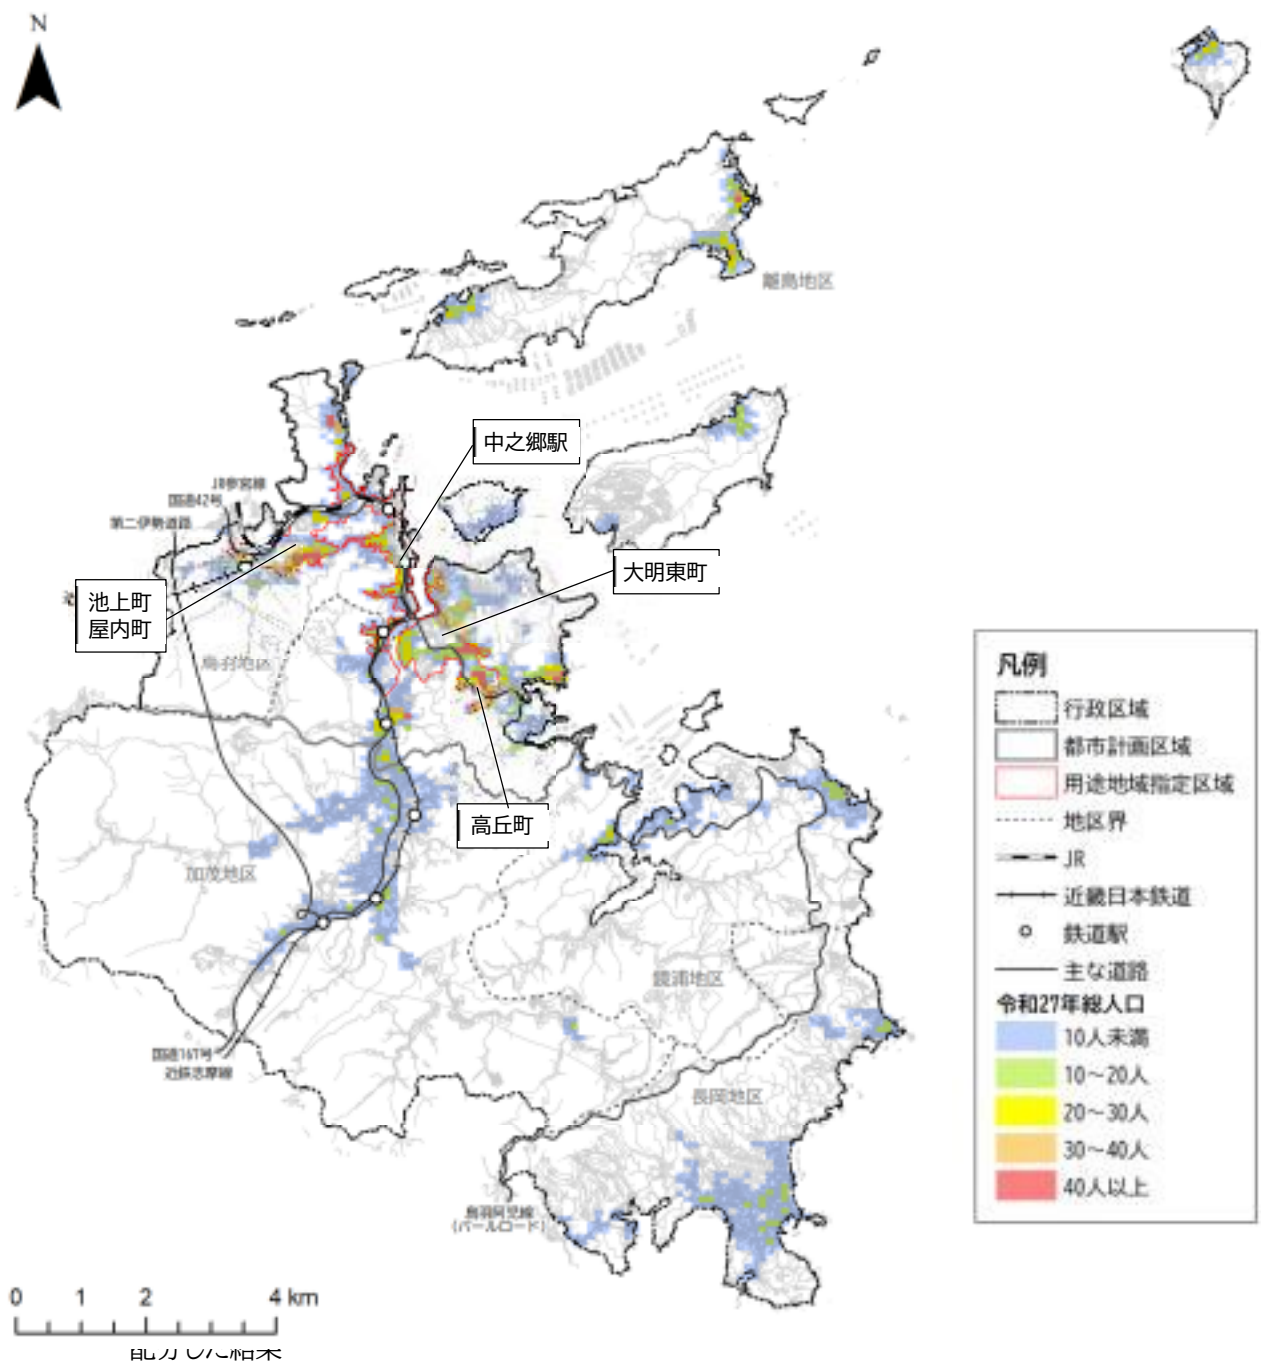 N
離島地区
中之郷駅
JR参宮線
国道42号
第二伊勢道路
大明東町
池上町
屋内町
鳥羽地区
高丘町
加茂地区
鏡浦地区
国道167号
近鉄志摩線
長岡地区
鳥羽阿児線
(パールロード)
凡例
行政区域
都市計画区域
用途地域指定区域
地区界
JR
近畿日本鉄道
鉄道駅
主な道路
令和27年総人口
10人未満
10～20人
20～30人
30～40人
40人以上
0 1 2 4 km
配分した結果